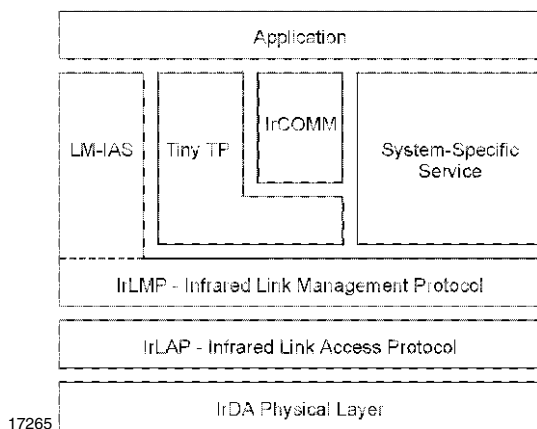 Application
LM-IAS
Tiny TP
IrCOMM
System-Specific
Service
IrLMP - Infrared Link Management Protocol
IrLAP - Infrared Link Access Protocol
IrDA Physical Layer
17265